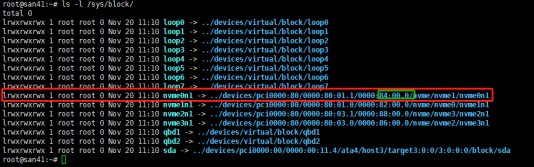 root@san41:~# ls -l /sys/block/
total 0
lrwxrwxrwx 1 root root 0 Nov 20 11:10 loop0 -> ../devices/virtual/block/loop0
lrwxrwxrwx 1 root root 0 Nov 20 11:10 loop1 -> ../devices/virtual/block/loop1
lrwxrwxrwx 1 root root 0 Nov 20 11:10 loop2 -> ../devices/virtual/block/loop2
lrwxrwxrwx 1 root root 0 Nov 20 11:10 loop3 -> ../devices/virtual/block/loop3
lrwxrwxrwx 1 root root 0 Nov 20 11:10 loop4 -> ../devices/virtual/block/loop4
lrwxrwxrwx 1 root root 0 Nov 20 11:10 loop5 -> ../devices/virtual/block/loop5
lrwxrwxrwx 1 root root 0 Nov 20 11:10 loop6 -> ../devices/virtual/block/loop6
lrwxrwxrwx 1 root root 0 Nov 20 11:10 loop7 -> ../devices/virtual/block/loop7
lrwxrwxrwx 1 root root 0 Nov 20 11:10 nvme0n1 -> ../devices/pci0000:80/0000:80:01.1/0000:84:00.0/nvme/nvme1/nvme0n1
lrwxrwxrwx 1 root root 0 Nov 20 11:10 nvme1n1 -> ../devices/pci0000:80/0000:80:01.0/0000:82:00.0/nvme/nvme0/nvme1n1
lrwxrwxrwx 1 root root 0 Nov 20 11:10 nvme2n1 -> ../devices/pci0000:80/0000:80:03.1/0000:88:00.0/nvme/nvme3/nvme2n1
lrwxrwxrwx 1 root root 0 Nov 20 11:10 nvme3n1 -> ../devices/pci0000:80/0000:80:03.0/0000:86:00.0/nvme/nvme2/nvme3n1
lrwxrwxrwx 1 root root 0 Nov 20 11:10 qbd1 -> ../devices/virtual/block/qbd1
lrwxrwxrwx 1 root root 0 Nov 20 11:10 qbd2 -> ../devices/virtual/block/qbd2
lrwxrwxrwx 1 root root 0 Nov 20 11:10 sda -> ../devices/pci0000:00/0000:00:11.4/ata4/host3/target3:0:0/3:0:0:0/block/sda
root@san41:~#